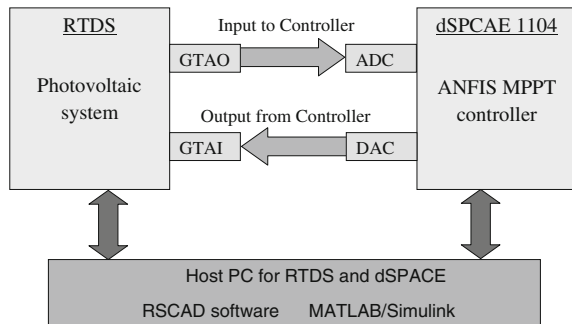 RTDS
Photovoltaic
system
Input to Controller
GTAO
ADC
Output from Controller
GTAI
DAC
dSPCAE 1104
ANFIS MPPT
controller
Host PC for RTDS and dSPACE
RSCAD software MATLAB/Simulink